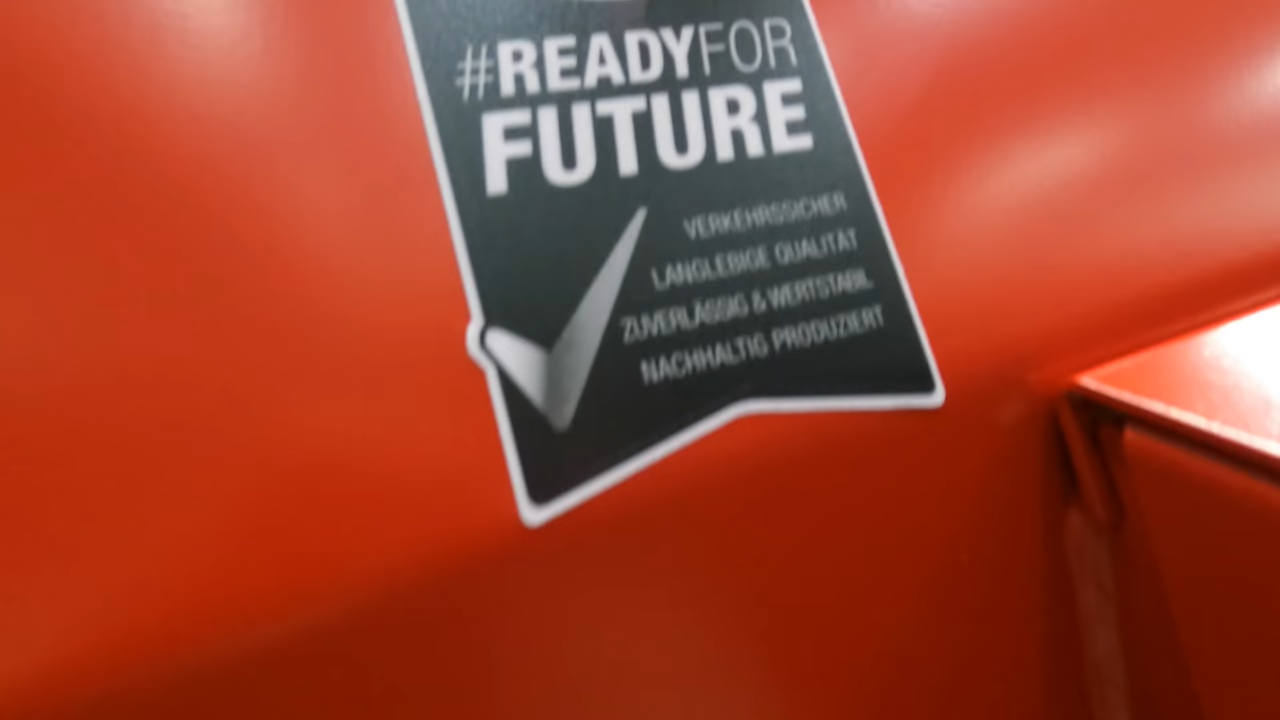 #READYFOR
FUTURE
VERKEHRSSICHER
LANGLEBIGE QUALITÄT
ZUVERLÄSSIG & WERTSTABIL
NACHHALTIG PRODUZIERT